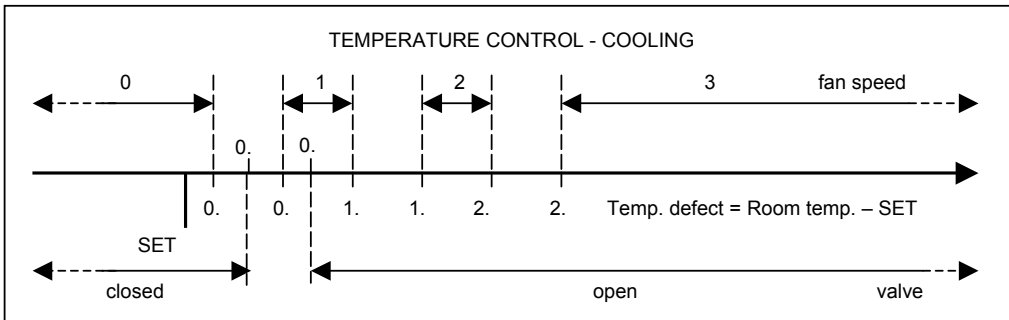 TEMPERATURE CONTROL - COOLING
0 1 2 3 fan speed
0. 0.
0. 0. 1. 1. 2. 2. Temp. defect = Room temp. – SET
SET
closed open valve